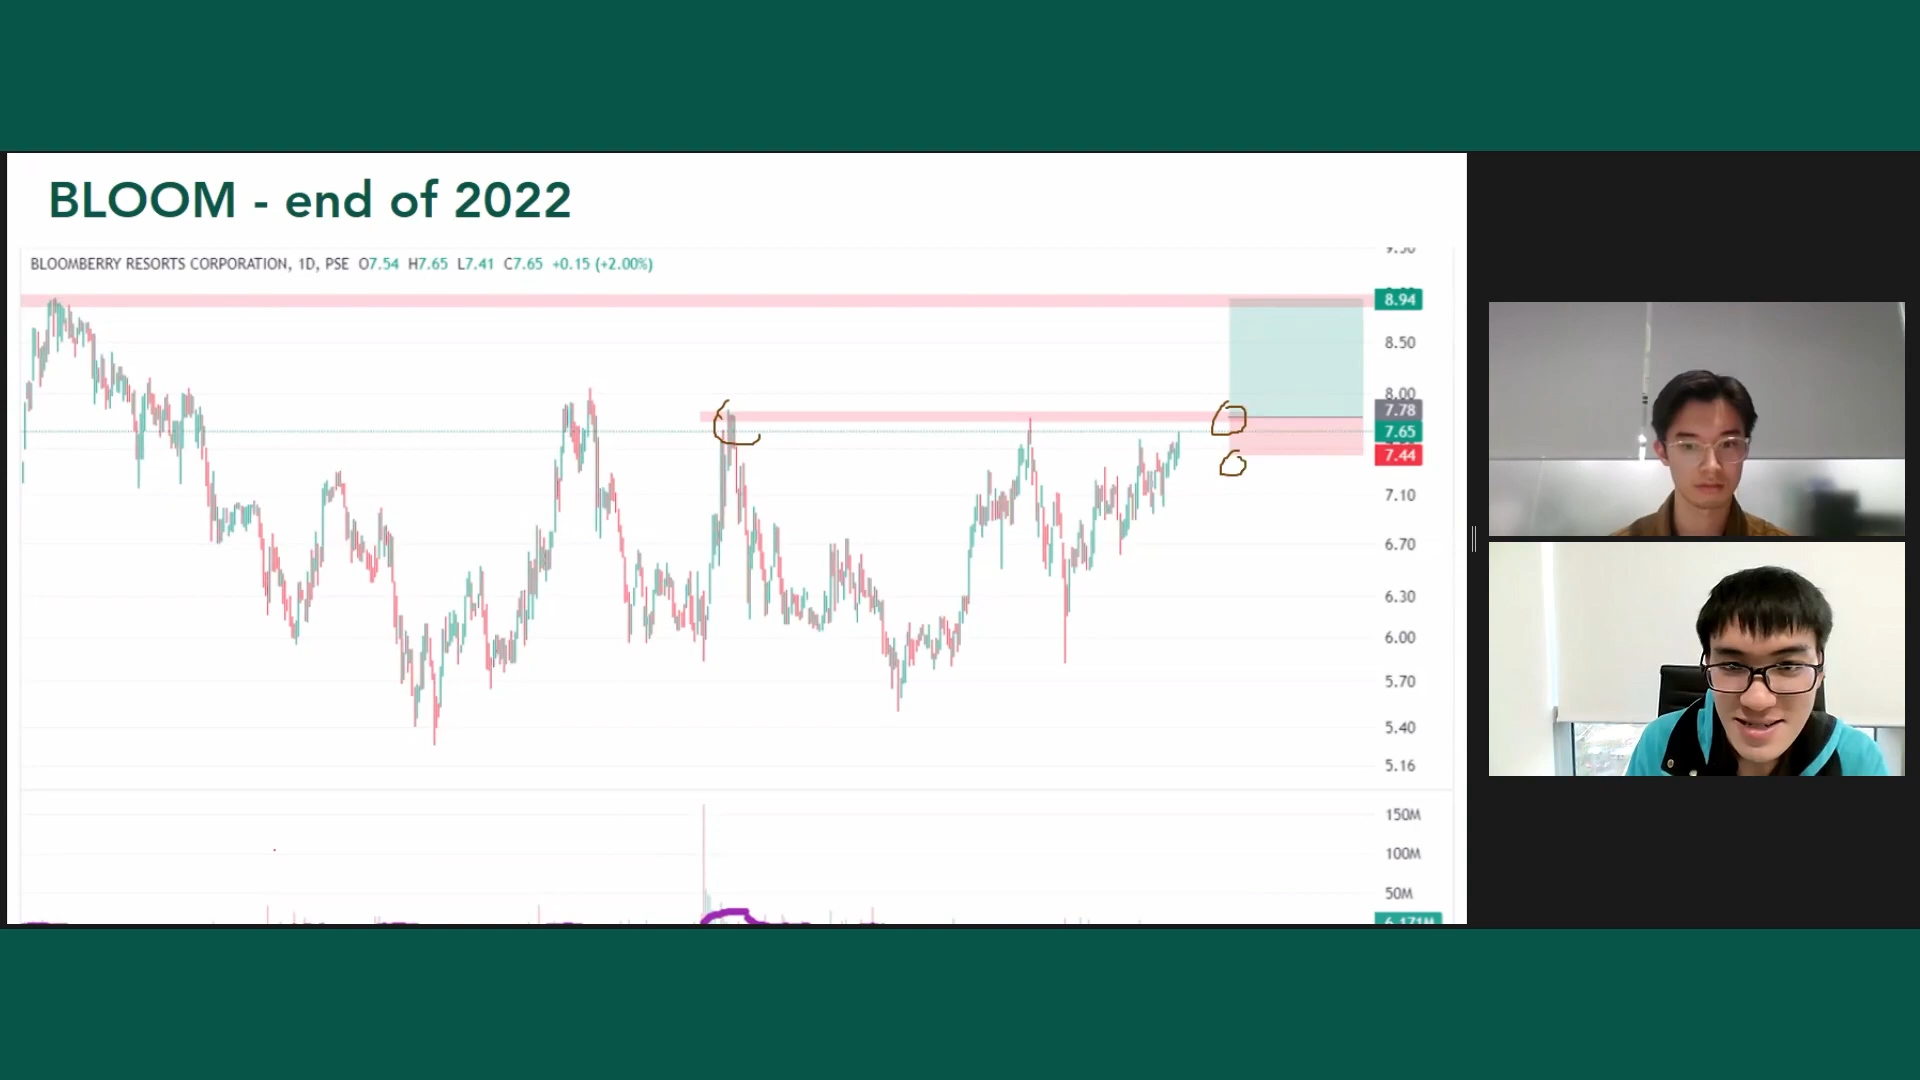 BLOOM - end of 2022
BLOOMBERRY RESORTS CORPORATION, 1D, PSE O7.54 H7.65 L7.41 C7.65 +0.15 (+2.00%)
8.94
8.50
8.00
7.78
7.65
7.44
7.10
6.70
6.30
6.00
5.70
5.40
5.16
150M
100M
50M
6.171M